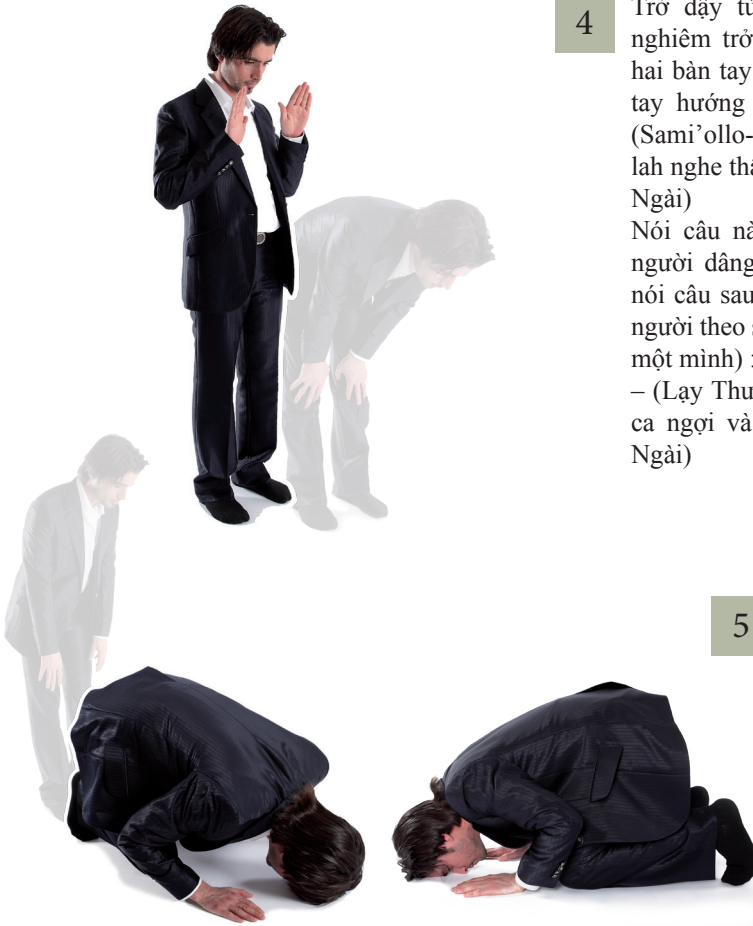 4
Trở dậy từ
nghiêm trở
hai bàn tay
tay hướng
(Sami’ollo-
lah nghe thấ
Ngài)
Nói câu nà
người dâng
nói câu sau
người theo s
một mình) :
– (Lạy Thư
ca ngợi và
Ngài)
5